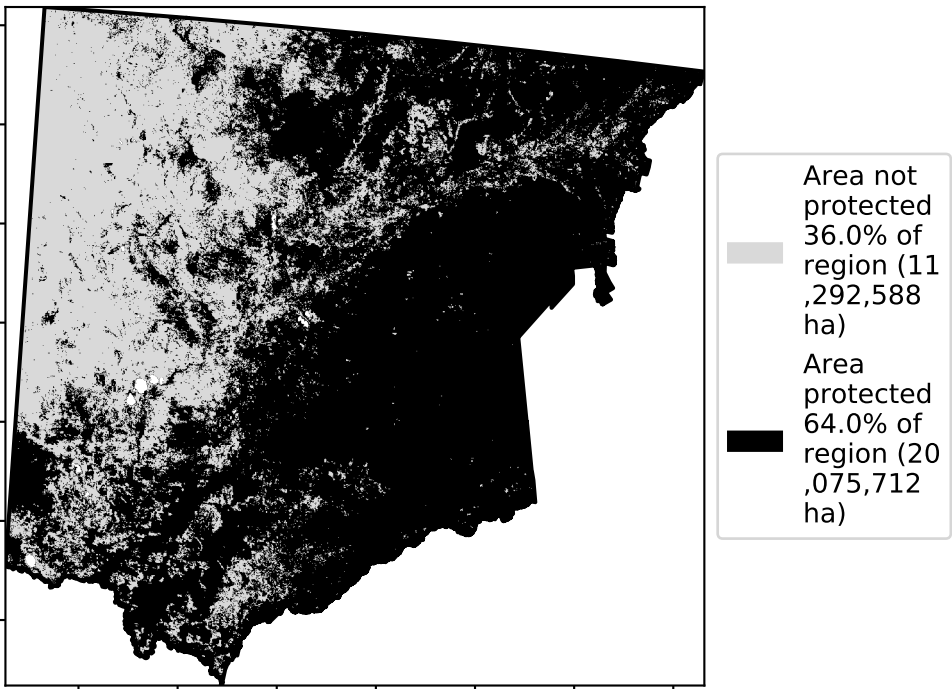 Area not
protected
36.0% of
region (11
,292,588
ha)
Area
protected
64.0% of
region (20
,075,712
ha)